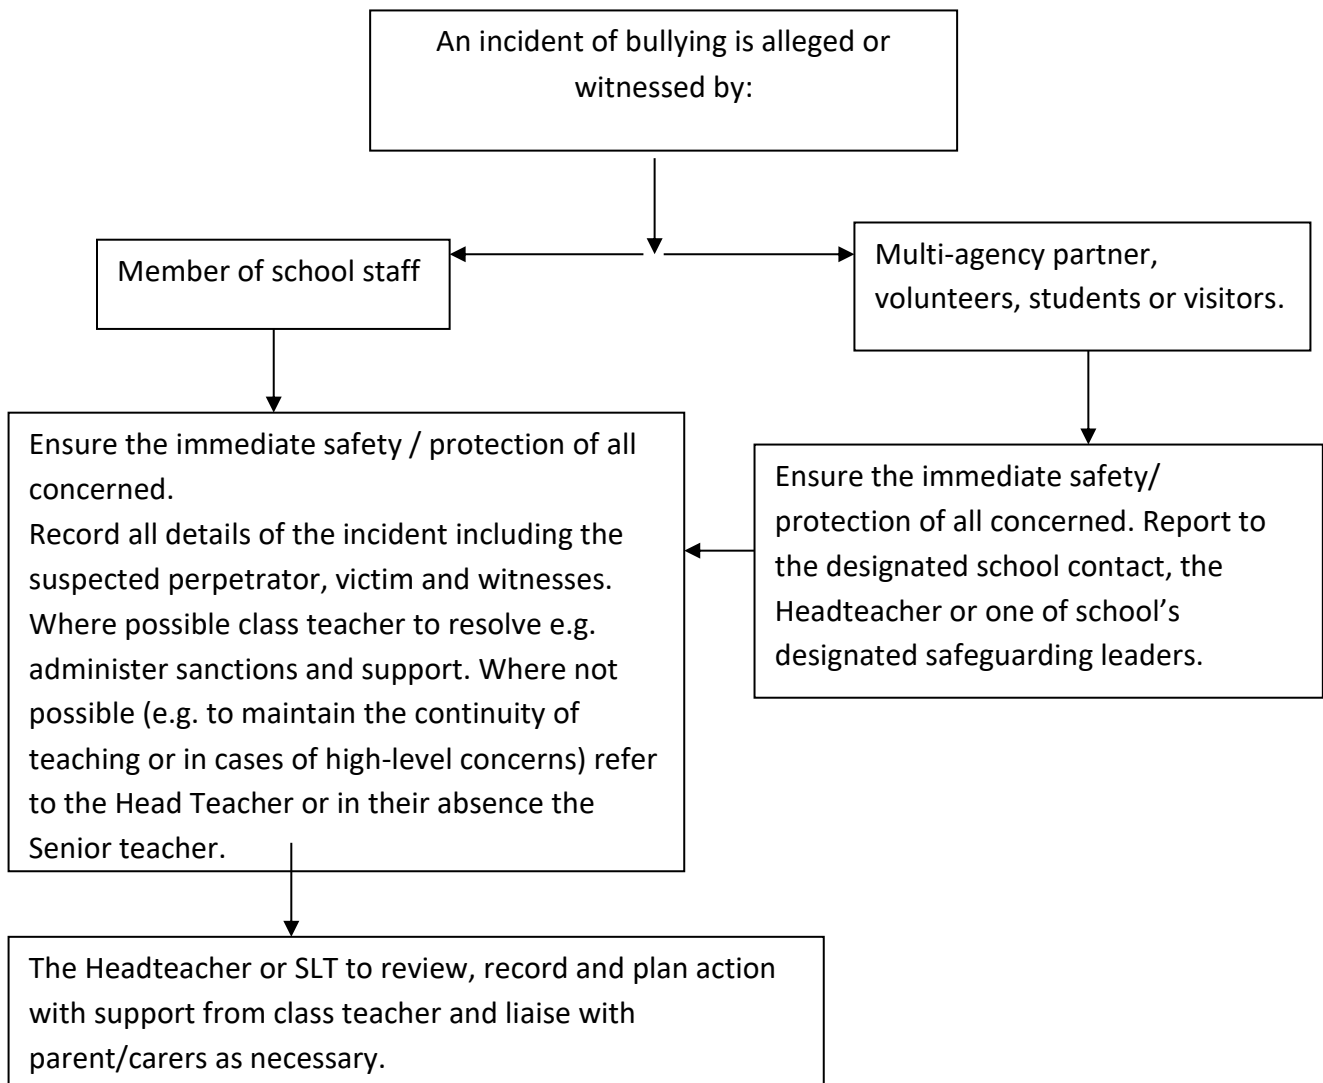 An incident of bullying is alleged or
witnessed by:
Member of school staff
Multi-agency partner,
volunteers, students or visitors.
Ensure the immediate safety / protection of all
concerned.
Record all details of the incident including the
suspected perpetrator, victim and witnesses.
Where possible class teacher to resolve e.g.
administer sanctions and support. Where not
possible (e.g. to maintain the continuity of
teaching or in cases of high-level concerns) refer
to the Head Teacher or in their absence the
Senior teacher.
Ensure the immediate safety/
protection of all concerned. Report to
the designated school contact, the
Headteacher or one of school’s
designated safeguarding leaders.
The Headteacher or SLT to review, record and plan action
with support from class teacher and liaise with
parent/carers as necessary.